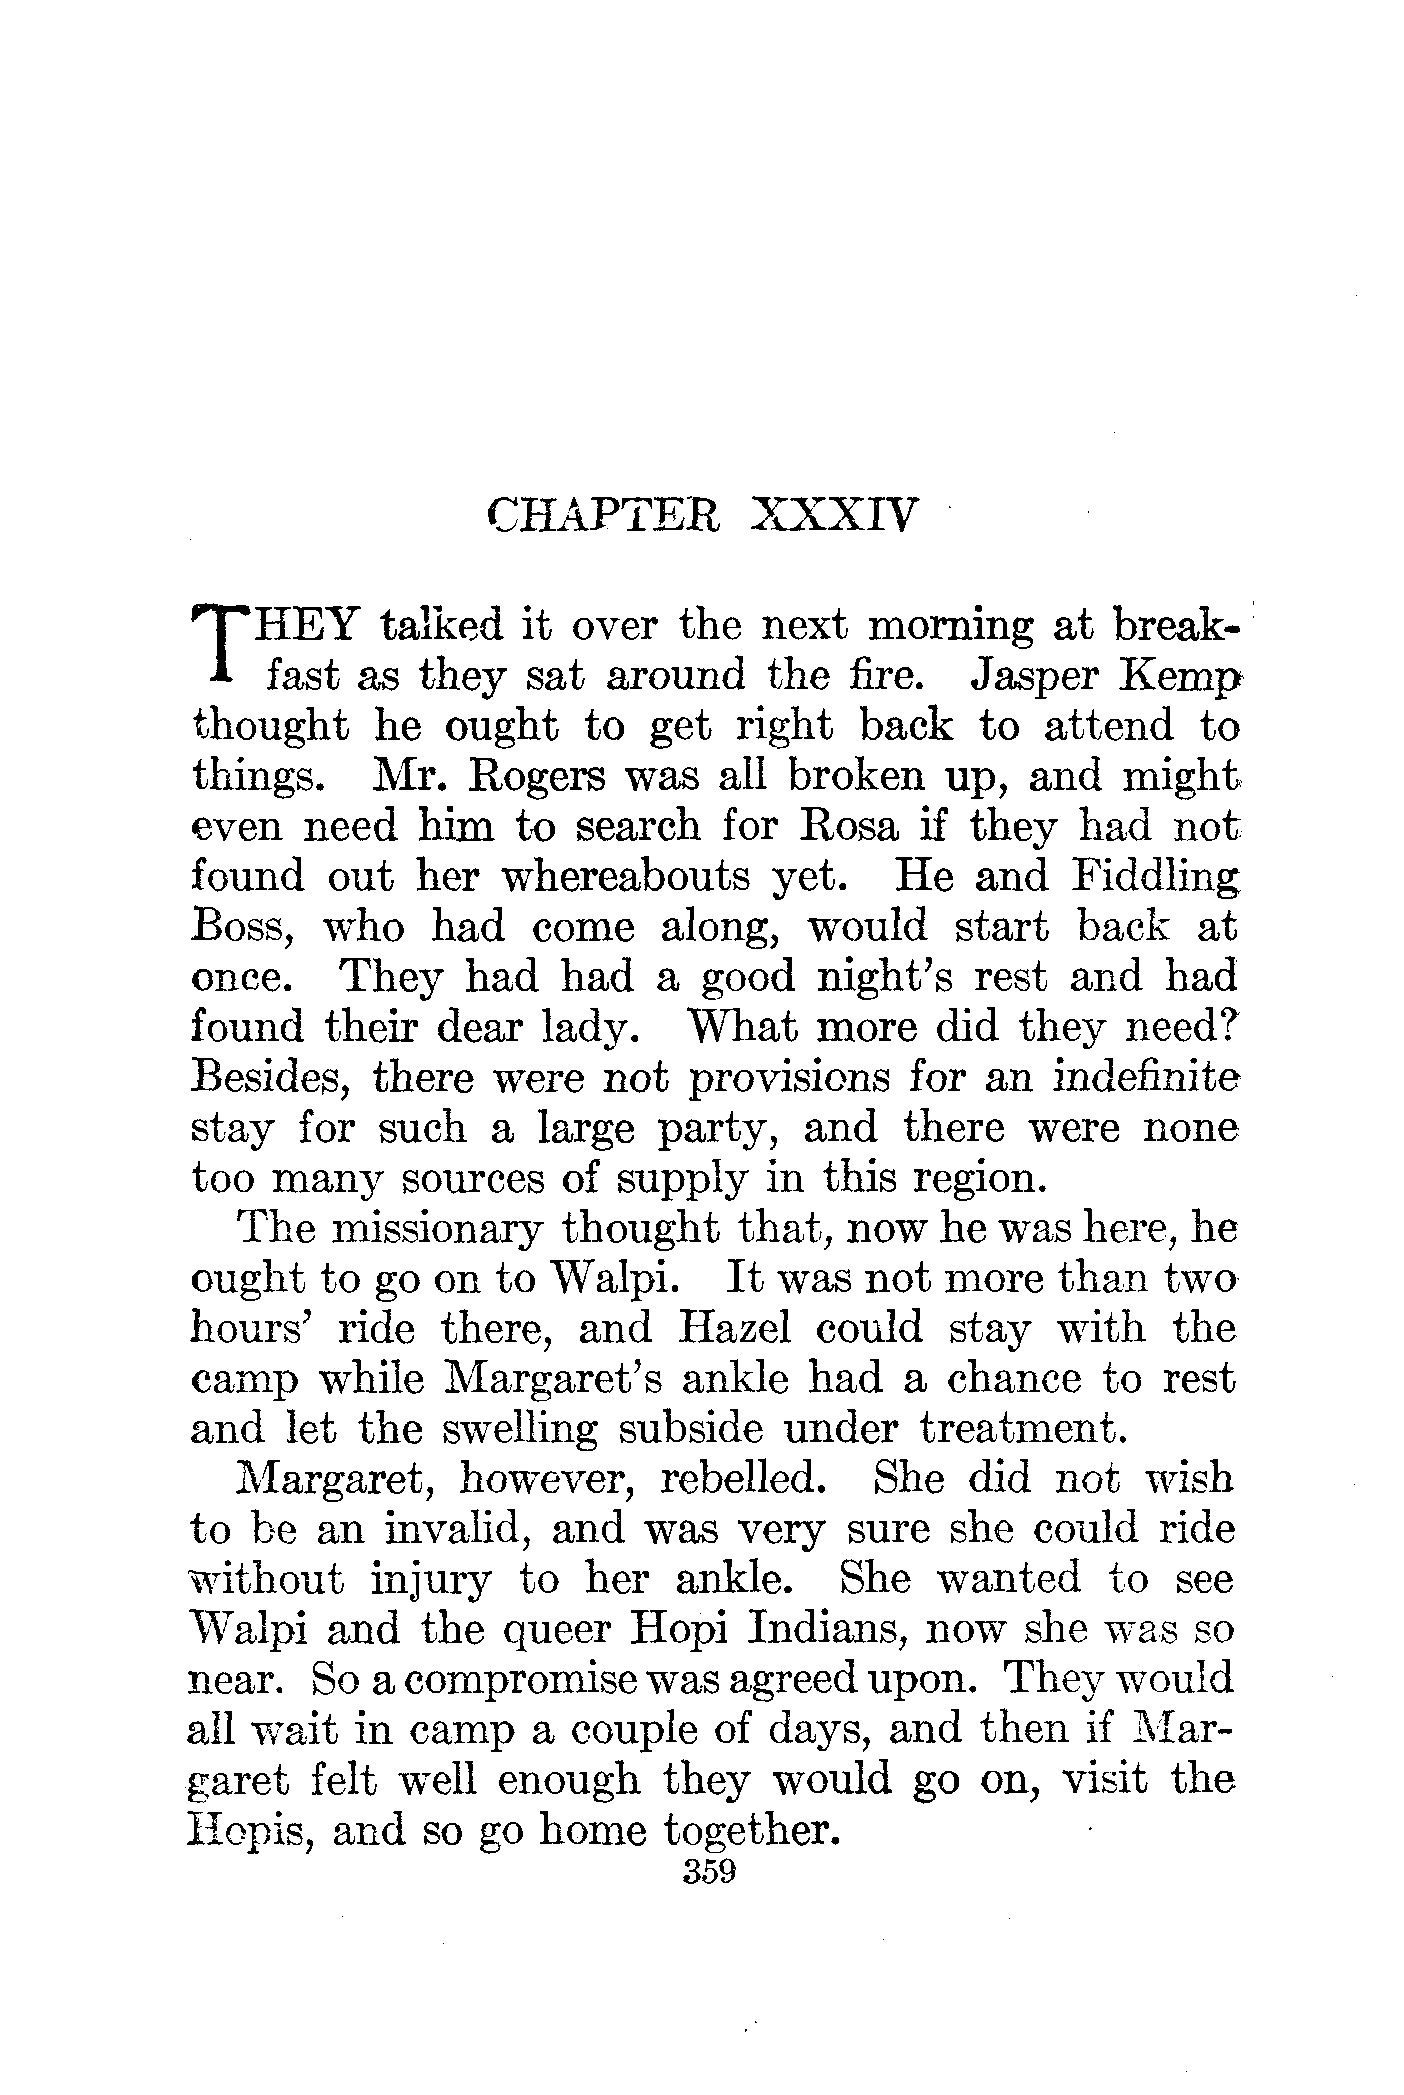 CHAPTER XXXIV
THEY talked it over the next morning at break-
fast as they sat around the fire. Jasper Kemp
thought he ought to get right back to attend to
things. Mr. Rogers was all broken up, and might
even need him to search for Rosa if they had not
found out her whereabouts yet. He and Fiddling
Boss, who had come along, would start back at
once. They had had a good night's rest and had
found their dear lady. What more did they need?
Besides, there were not provisions for an indefinite
stay for such a large party, and there were none
too many sources of supply in this region.
The missionary thought that, now he was here, he
ought to go on to Walpi. It was not more than two
hours' ride there, and Hazel could stay with the
camp while Margaret's ankle had a chance to rest
and let the swelling subside under treatment.
Margaret, however, rebelled. She did not wish
to be an invalid, and was very sure she could ride
without injury to her ankle. She wanted to see
Walpi and the queer Hopi Indians, now she was so
near. So a compromise was agreed upon. They would
all wait in camp a couple of days, and then if Mar-
garet felt well enough they would go on, visit the
Hopis, and so go home together.
359